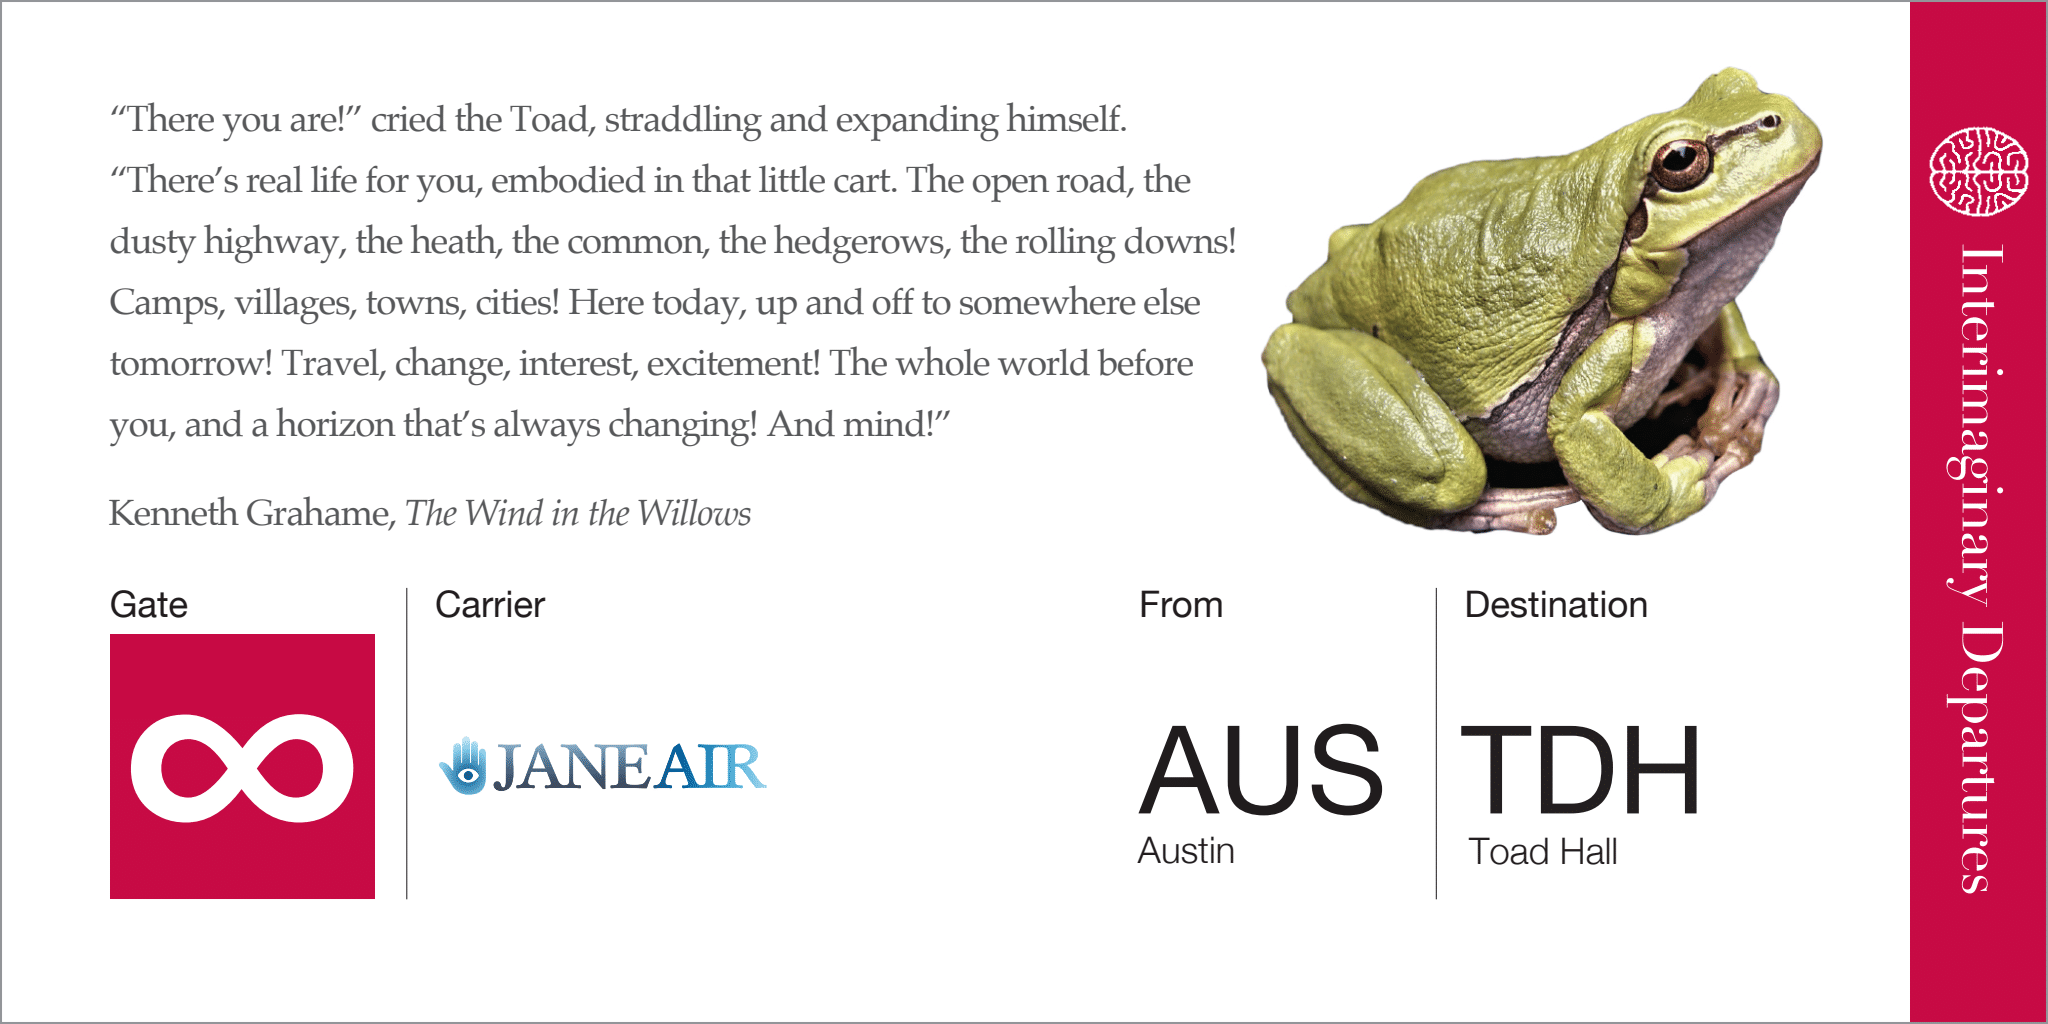 “There you are!” cried the Toad, straddling and expanding himself.
“There’s real life for you, embodied in that little cart. The open road, the
dusty highway, the heath, the common, the hedgerows, the rolling downs!
Camps, villages, towns, cities! Here today, up and off to somewhere else
tomorrow! Travel, change, interest, excitement! The whole world before
you, and a horizon that’s always changing! And mind!”
Kenneth Grahame, The Wind in the Willows
Gate
∞
Carrier
JANEAIR
From
AUS
Austin
Destination
TDH
Toad Hall
Interimaginary Departures